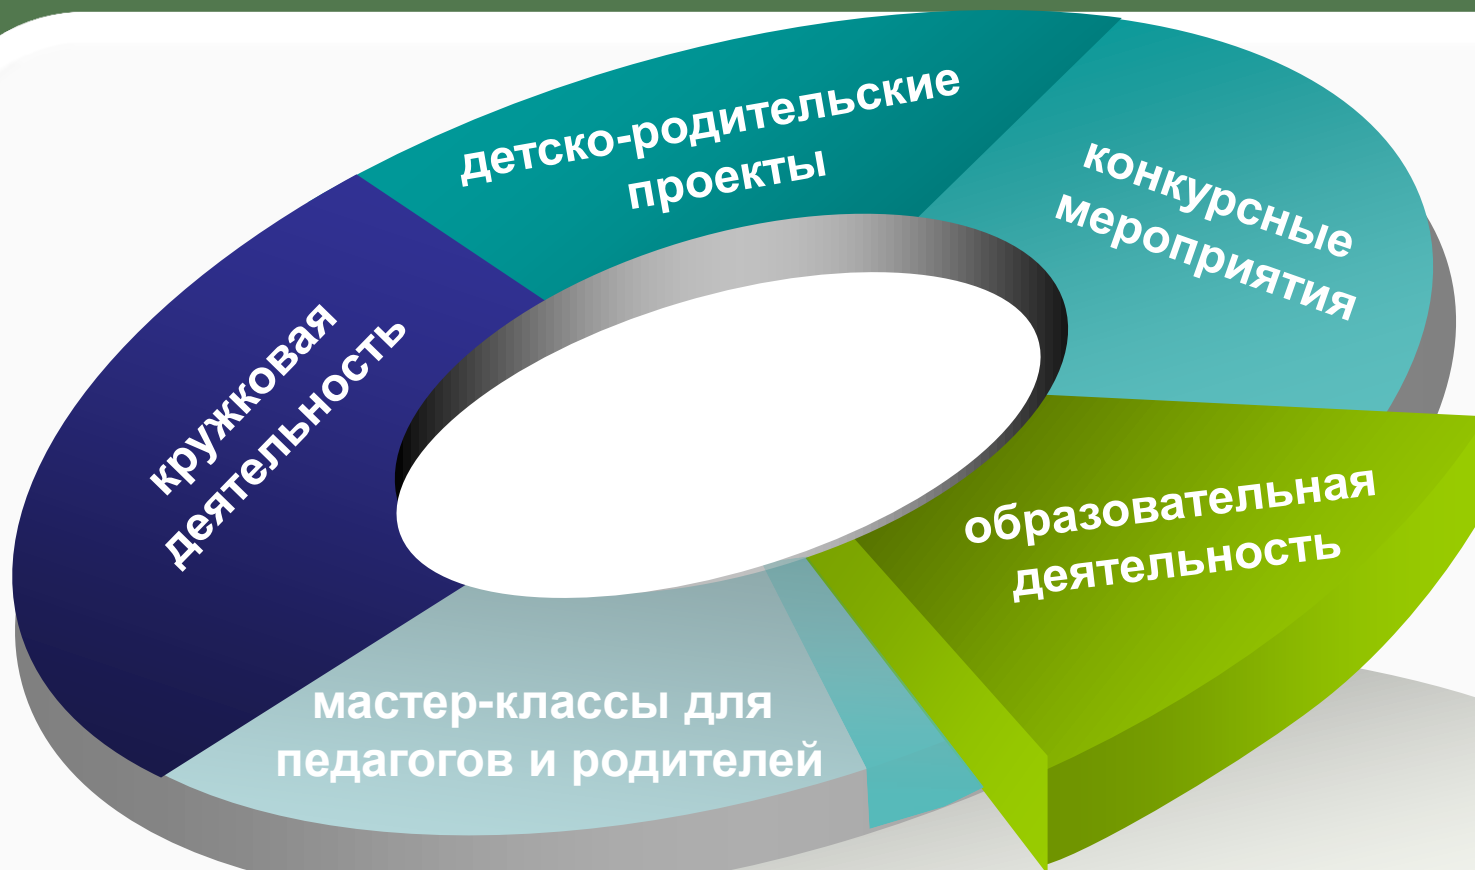 детско-родительские
проекты
конкурсные
мероприятия
кружковая
деятельность
образовательная
деятельность
мастер-классы для
педагогов и родителей